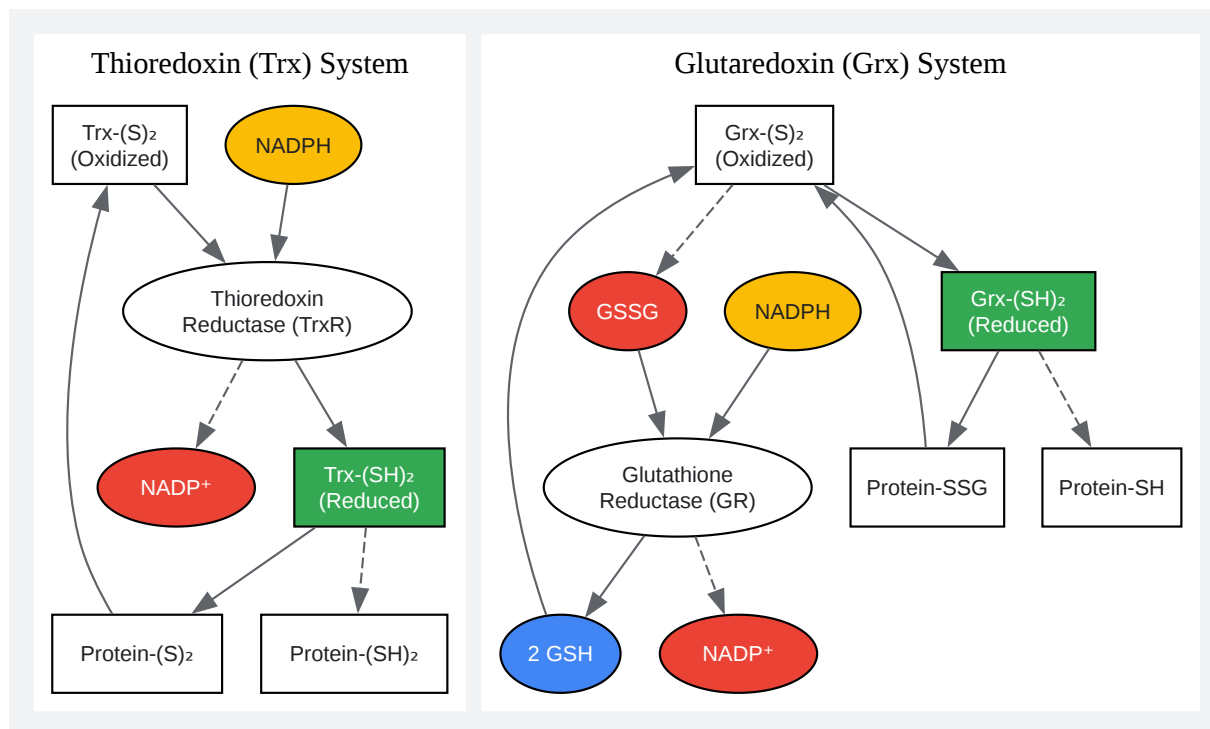 Thioredoxin (Trx) System
Trx-(S)₂
(Oxidized)
NADPH
Thioredoxin
Reductase (TrxR)
NADP⁺
Trx-(SH)₂
(Reduced)
Protein-(S)₂
Protein-(SH)₂
Glutaredoxin (Grx) System
Grx-(S)₂
(Oxidized)
GSSG
NADPH
Grx-(SH)₂
(Reduced)
Glutathione
Reductase (GR)
Protein-SSG
Protein-SH
2 GSH
NADP⁺